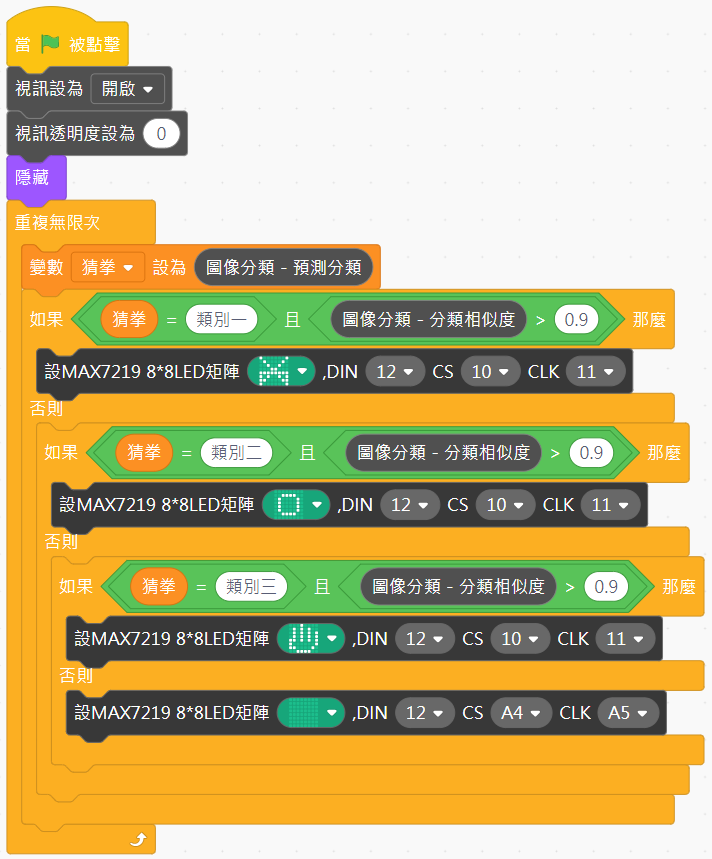 當 被點擊
視訊設為 開啟
視訊透明度設為 0
隱藏
重複無限次
變數 猜拳 設為 圖像分類 - 預測分類
如果 猜拳 = 類別一 且 圖像分類 - 分類相似度 > 0.9 那麼
設MAX7219 8*8LED矩陣 ,DIN 12 CS 10 CLK 11
否則
如果 猜拳 = 類別二 且 圖像分類 - 分類相似度 > 0.9 那麼
設MAX7219 8*8LED矩陣 ,DIN 12 CS 10 CLK 11
否則
如果 猜拳 = 類別三 且 圖像分類 - 分類相似度 > 0.9 那麼
設MAX7219 8*8LED矩陣 ,DIN 12 CS 10 CLK 11
否則
設MAX7219 8*8LED矩陣 ,DIN 12 CS A4 CLK A5